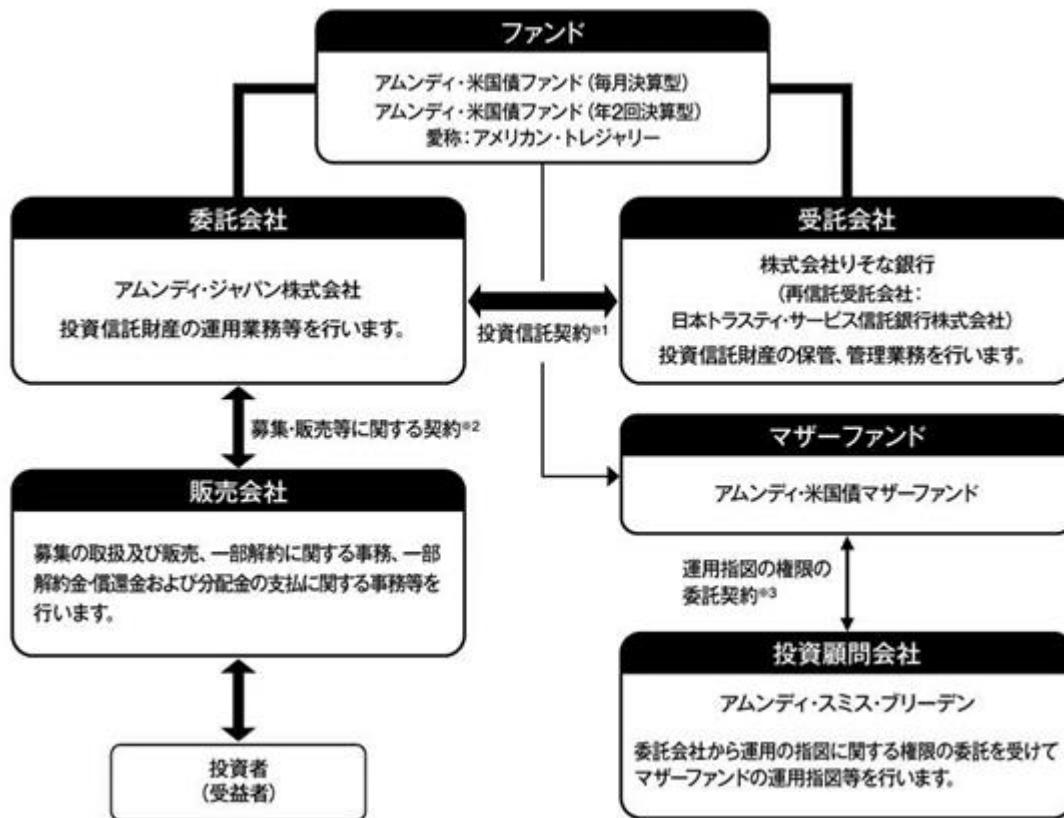 ファンド
アムンディ・米国債ファンド(毎月決算型)
アムンディ・米国債ファンド(年2回決算型)
愛称:アメリカン・トレジャリー
委託会社
アムンディ・ジャパン株式会社
投資信託財産の運用業務等を行います。
投資信託契約※1
受託会社
株式会社りそな銀行
(再信託受託会社:
日本トラスティ・サービス信託銀行株式会社)
投資信託財産の保管、管理業務を行います。
募集・販売等に関する契約※2
販売会社
募集の取扱及び販売、一部解約に関する事務、一部
解約金・償還金および分配金の支払に関する事務等を
行います。
投資者
(受益者)
マザーファンド
アムンディ・米国債マザーファンド
運用指図の権限の
委託契約※3
投資顧問会社
アムンディ・スミス・ブリーデン
委託会社から運用の指図に関する権限の委託を受けて
マザーファンドの運用指図等を行います。